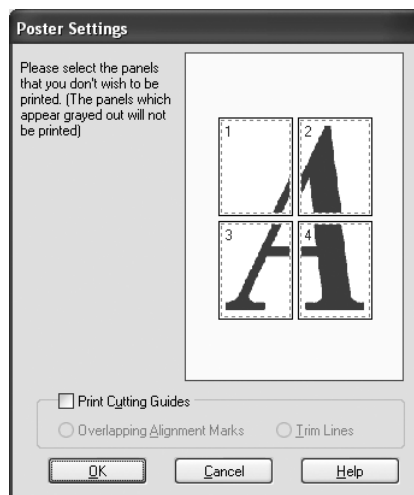 Poster Settings
Please select the panels
that you don't wish to be
printed. (The panels which
appear grayed out will not
be printed)
1 2
3 4
Print Cutting Guides
Overlapping Alignment Marks Trim Lines
OK Cancel Help